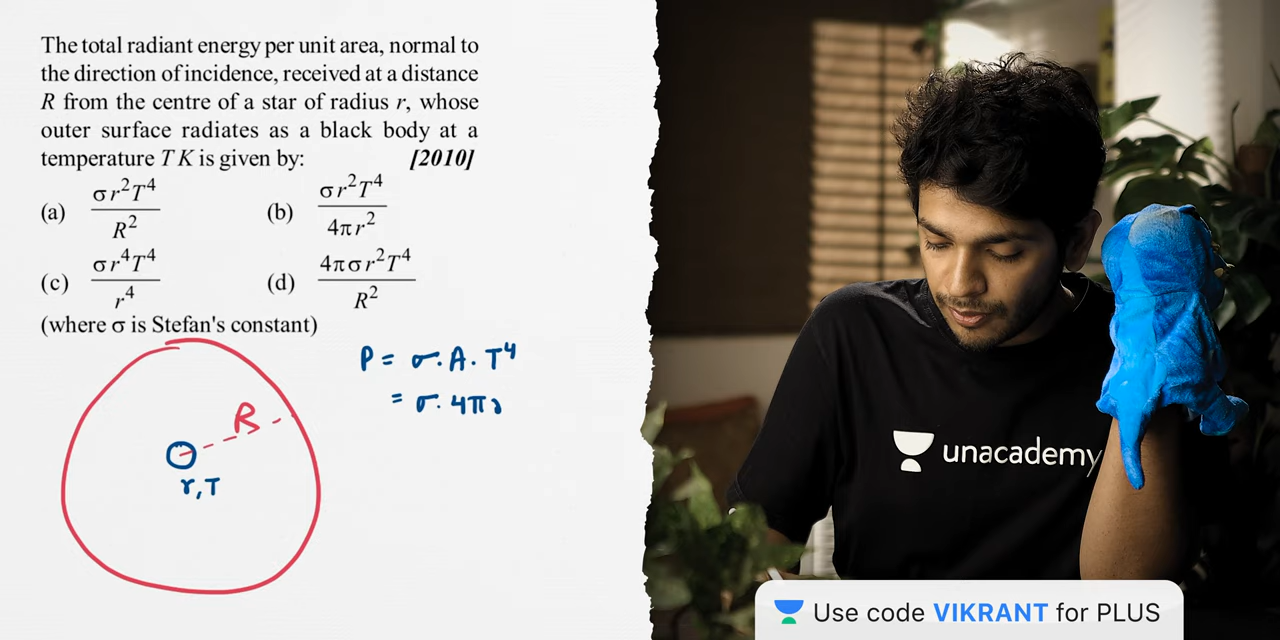 The total radiant energy per unit area, normal to
the direction of incidence, received at a distance
R from the centre of a star of radius r, whose
outer surface radiates as a black body at a
temperature T K is given by: [2010]
(a) σr²T⁴/R² (b) σr²T⁴/4πr²
(c) σr⁴T⁴/r⁴ (d) 4πσr²T⁴/R²
(where σ is Stefan's constant)
P = σ.A.T⁴
= σ.4π
R
r,T
unacademy
Use code VIKRANT for PLUS